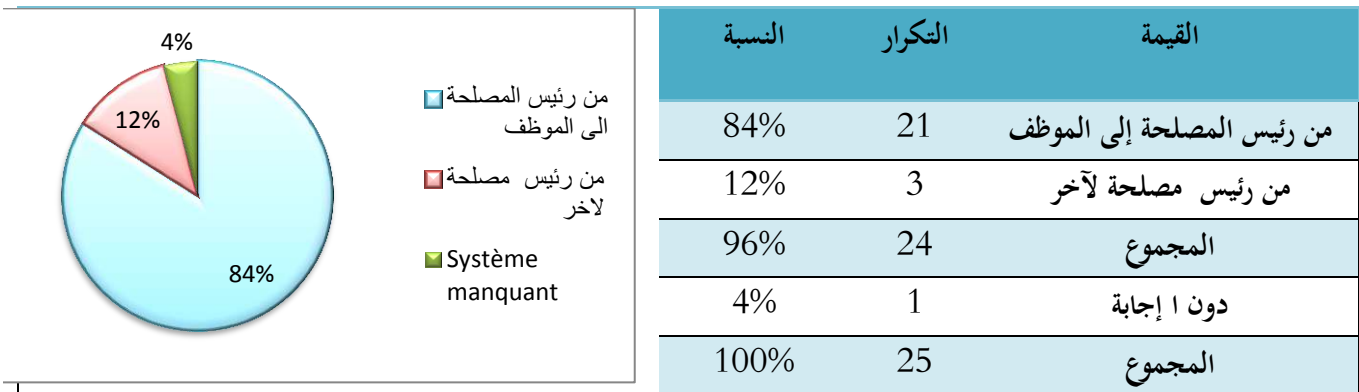 4%
12%
84%
من رئيس المصلحة
الى الموظف
من رئيس مصلحة
لاخر
Système
manquant
القيمة التكرار النسبة
من رئيس المصلحة إلى الموظف 21 84%
من رئيس مصلحة لآخر 3 12%
المجموع 24 96%
دون ا إجابة 1 4%
المجموع 25 100%